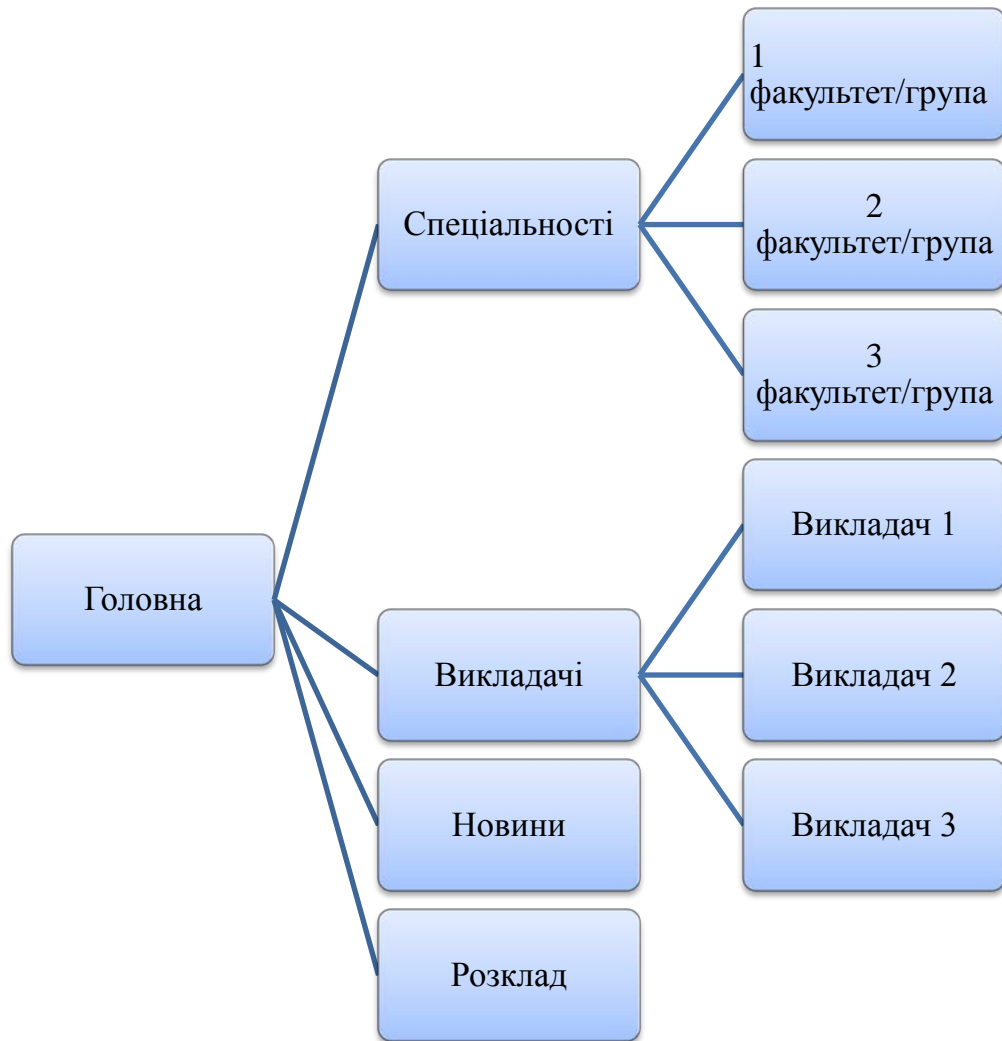 Головна
Спеціальності
1
факультет/група
2
факультет/група
3
факультет/група
Викладачі
Викладач 1
Викладач 2
Викладач 3
Новини
Розклад